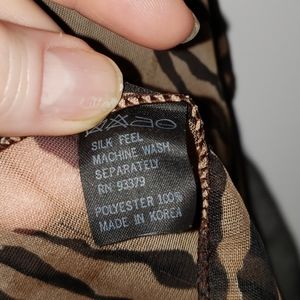 SILK FEEL
MACHINE WASH
SEPARATELY
RN 93379
POLYESTER 100%
MADE IN KOREA